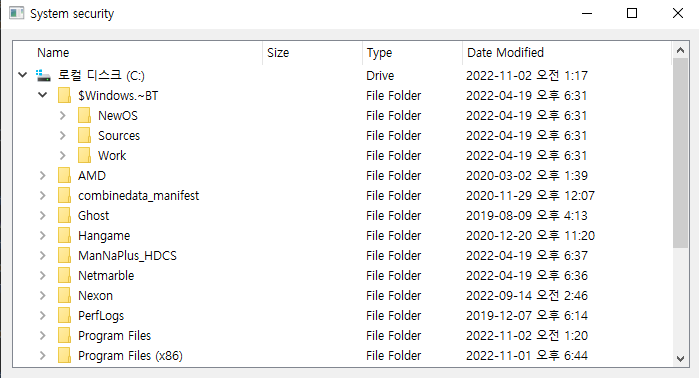 System security
Name Size Type Date Modified
로컬 디스크 (C:) Drive 2022-11-02 오전 1:17
$Windows.~BT File Folder 2022-04-19 오후 6:31
NewOS File Folder 2022-04-19 오후 6:31
Sources File Folder 2022-04-19 오후 6:31
Work File Folder 2022-04-19 오후 6:31
AMD File Folder 2020-03-02 오후 1:39
combinedata_manifest File Folder 2020-11-29 오후 12:07
Ghost File Folder 2019-08-09 오후 4:13
Hangame File Folder 2020-12-20 오후 11:20
ManNaPlus_HDCS File Folder 2022-04-19 오후 6:37
Netmarble File Folder 2022-04-19 오후 6:36
Nexon File Folder 2022-09-14 오전 2:46
PerfLogs File Folder 2019-12-07 오후 6:14
Program Files File Folder 2022-11-02 오전 1:20
Program Files (x86) File Folder 2022-11-01 오후 6:44